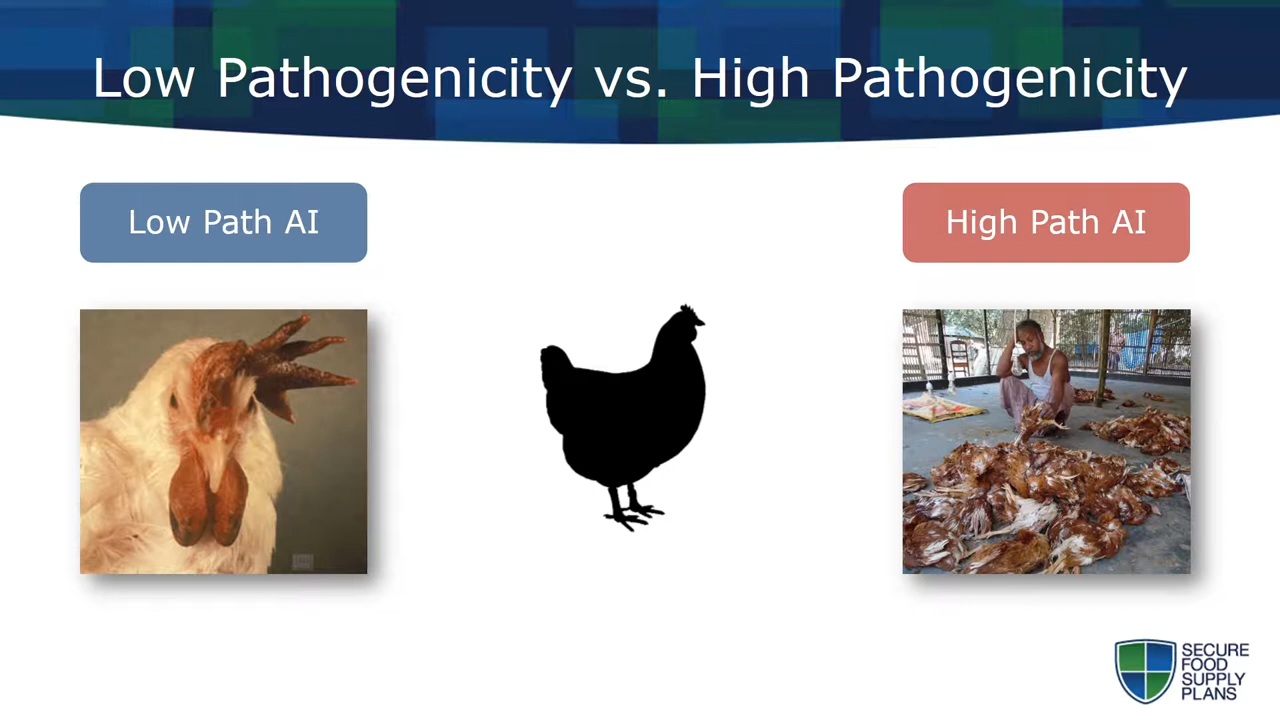 Low Pathogenicity vs. High Pathogenicity
Low Path AI
High Path AI
SECURE
FOOD
SUPPLY
PLANS